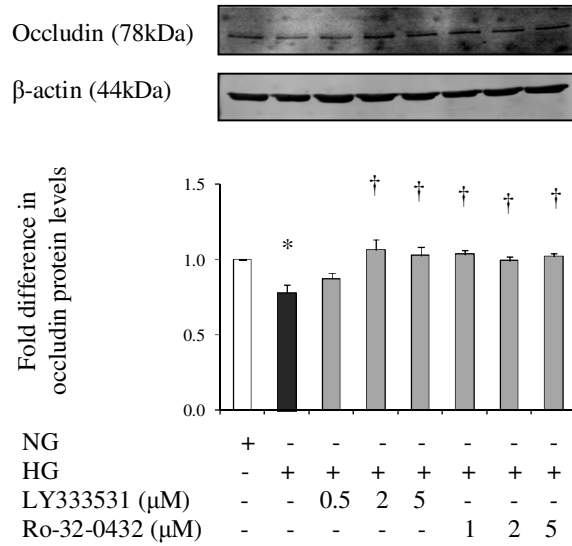 Occludin (78kDa)
β-actin (44kDa)
Fold difference in
occludin protein levels
1.5
1.0
0.5
0.0
* † † † † †
NG + - - - - - - -
HG - + + + + + + +
LY333531 (μM) - - 0.5 2 5 - - -
Ro-32-0432 (μM) - - - - - 1 2 5